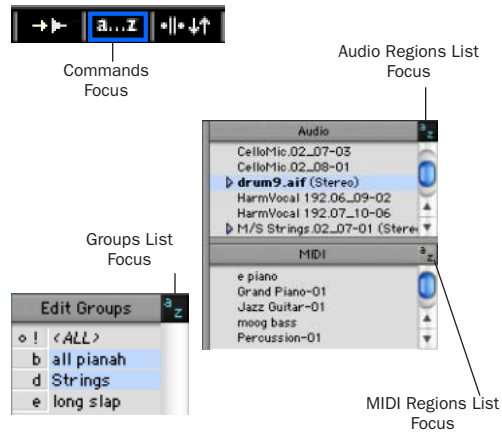 a...z
Commands
Focus
Audio Regions List
Focus
Audio
a z
CelloMic.02_07-03
CelloMic.02_08-01
drum9.aif (Stereo)
HarmVocal 192.06_09-02
HarmVocal 192.07_10-06
M/S Strings.02_07-01 (Stere
MIDI
a z
e piano
Grand Piano-01
Jazz Guitar-01
moog bass
Percussion-01
MIDI Regions List
Focus
Groups List
Focus
Edit Groups
a z
! <ALL>
b all pianah
d Strings
e long slap